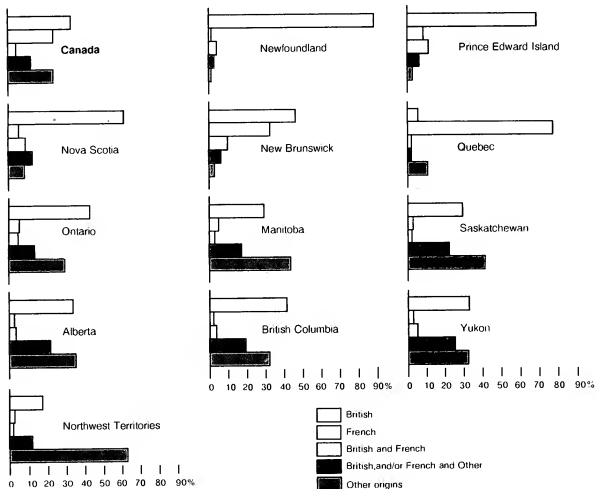 Canada
Newfoundland
Prince Edward Island
Nova Scotia
New Brunswick
Quebec
Ontario
Manitoba
Saskatchewan
Alberta
British Columbia
Yukon
0 10 20 30 40 50 60 70 80 90%
0 10 20 30 40 50 60 70 80 90%
Northwest Territories
0 10 20 30 40 50 60 70 80 90%
British
French
British and French
British,and/or French and Other
Other origins